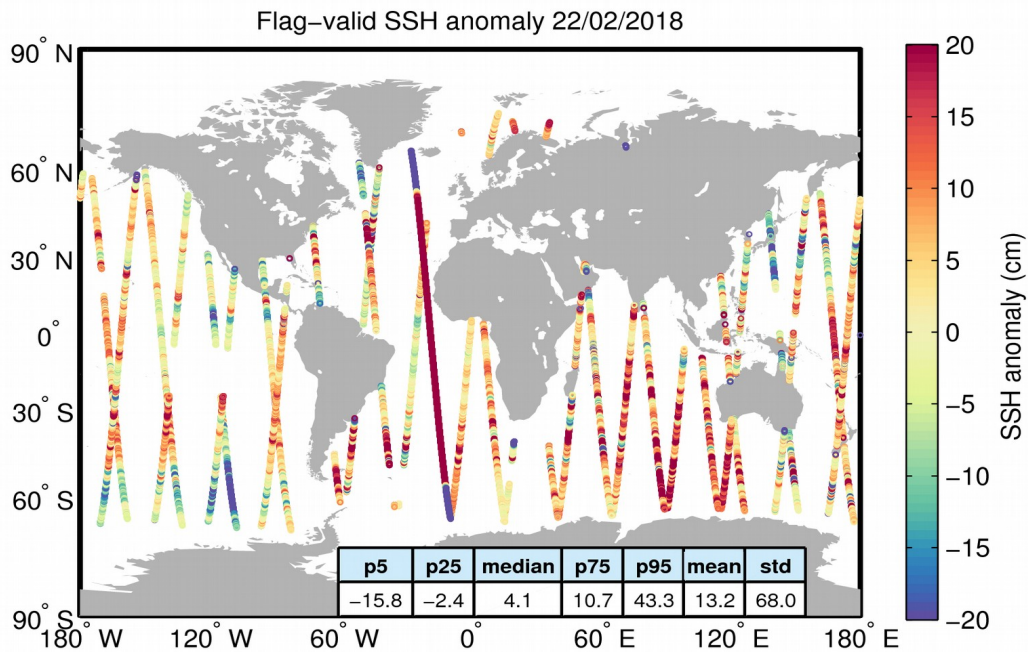 Flag−valid SSH anomaly 22/02/2018
90° N
60° N
30° N
0°
30° S
60° S
90° S
180° W
120° W
60° W
0°
60° E
120° E
180° E
p5 p25 median p75 p95 mean std
−15.8 −2.4 4.1 10.7 43.3 13.2 68.0
20
15
10
5
0
−5
−10
−15
−20
SSH anomaly (cm)